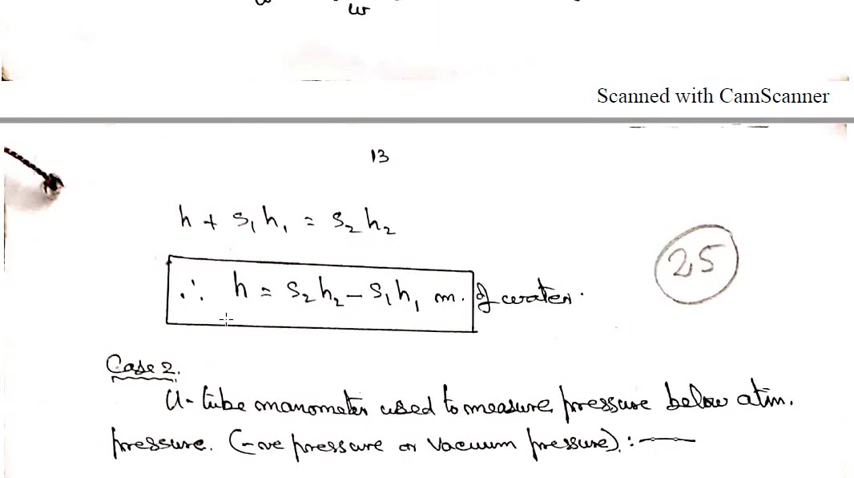 w
Scanned with CamScanner
13
h + S₁h₁ = S₂h₂
25
∴ h = S₂h₂ - S₁h₁ m. of water.
Case 2.
U-tube manometer used to measure pressure below atm.
pressure. (-ve pressure or Vacuum pressure) :—